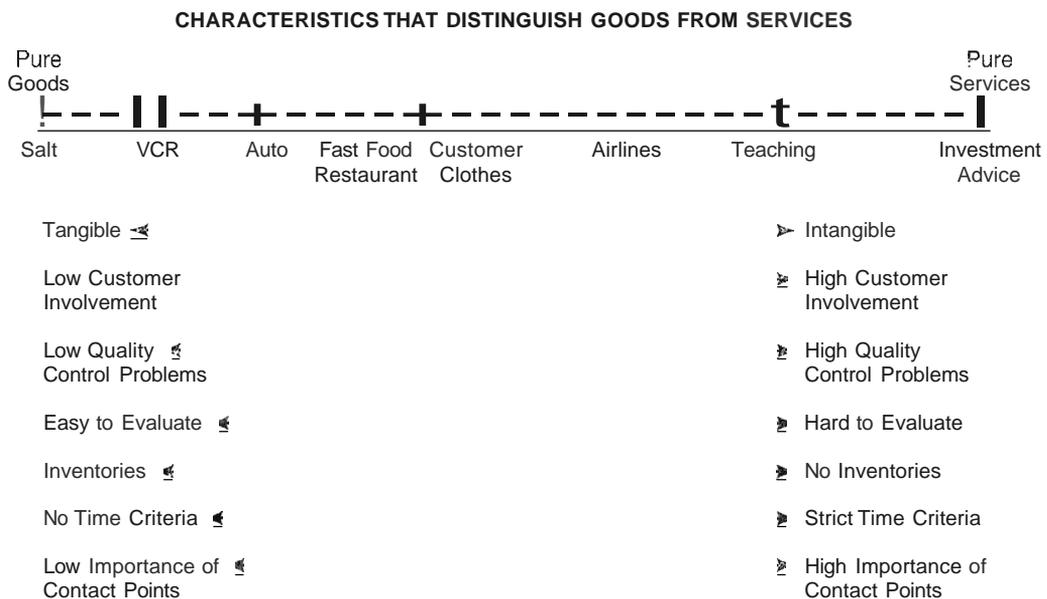 CHARACTERISTICS THAT DISTINGUISH GOODS FROM SERVICES
Pure
Goods
Pure
Services
Salt VCR Auto Fast Food Restaurant Customer Clothes Airlines Teaching Investment Advice
Tangible Intangible
Low Customer
Involvement
High Customer
Involvement
Low Quality
Control Problems
High Quality
Control Problems
Easy to Evaluate Hard to Evaluate
Inventories No Inventories
No Time Criteria Strict Time Criteria
Low Importance of
Contact Points
High Importance of
Contact Points